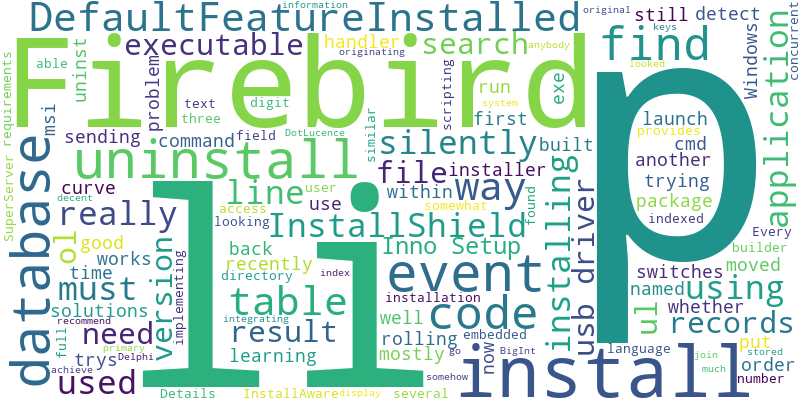 information
original
DefaultFeatureInstalled
still
detect
Firebird
executable
handler
search
anybody
find
keys
concurrent
originating
Windows
application
able
uninst
problem
run
exe
looked
p
requirements
SuperServer
msi
text
digit
three
scripting
first
system
launch
provides
cmd
another
trying
package
indexed
sending
command
field
DotLucence
similar
silently
built
database
uninstall
file
installer
way
within
curve
decent
li
line
user
use
somewhat
found
installing
usb driver
Every
builder
really
access
looking
InstallShield
switches
moved
ol
good
back
Inno Setup
works
version
implementing
recently
directory
index
event
named
using
time
must
solutions
table
installation
code
ul
whether
records
recommend
integrating
well
rolling
embedded
now
need
result
mostly
language
put
order
full
trys
primary
Delphi
learning
go
BigInt
join
stored
much
number
achieve
used
somehow
install
Details
InstallAware
display
several